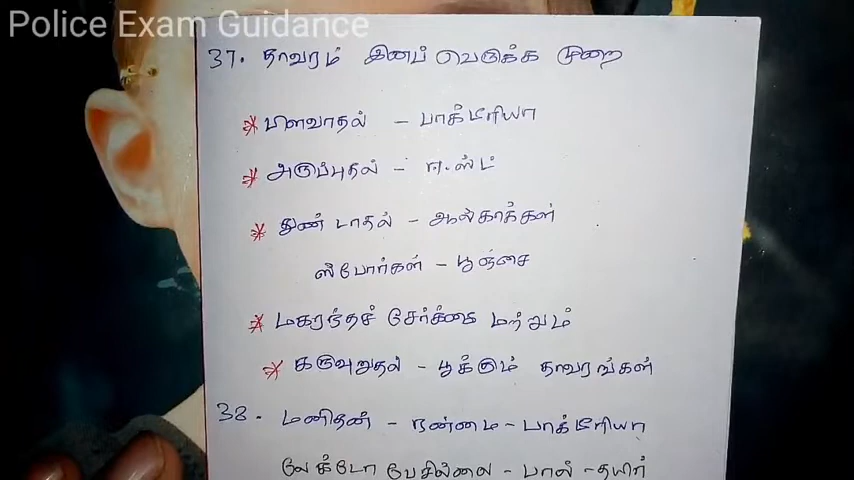 Police Exam Guidance
37. தாவரம் இனப் பெருக்க முறை
* பிளவாதல் - பாக்டீரியா
* அரும்புதல் - ஈஸ்ட்
* துண்டாதல் - ஆல்காக்கள்
ஸ்போர்கள் - பூஞ்சை
* மகரந்தச் சேர்க்கை மற்றும்
* கருவுறுதல் - பூக்கும் தாவரங்கள்
38. மனிதன் - நன்மை - பாக்டீரியா
லேக்டோ பேசில்லை - பால் - தயிர்